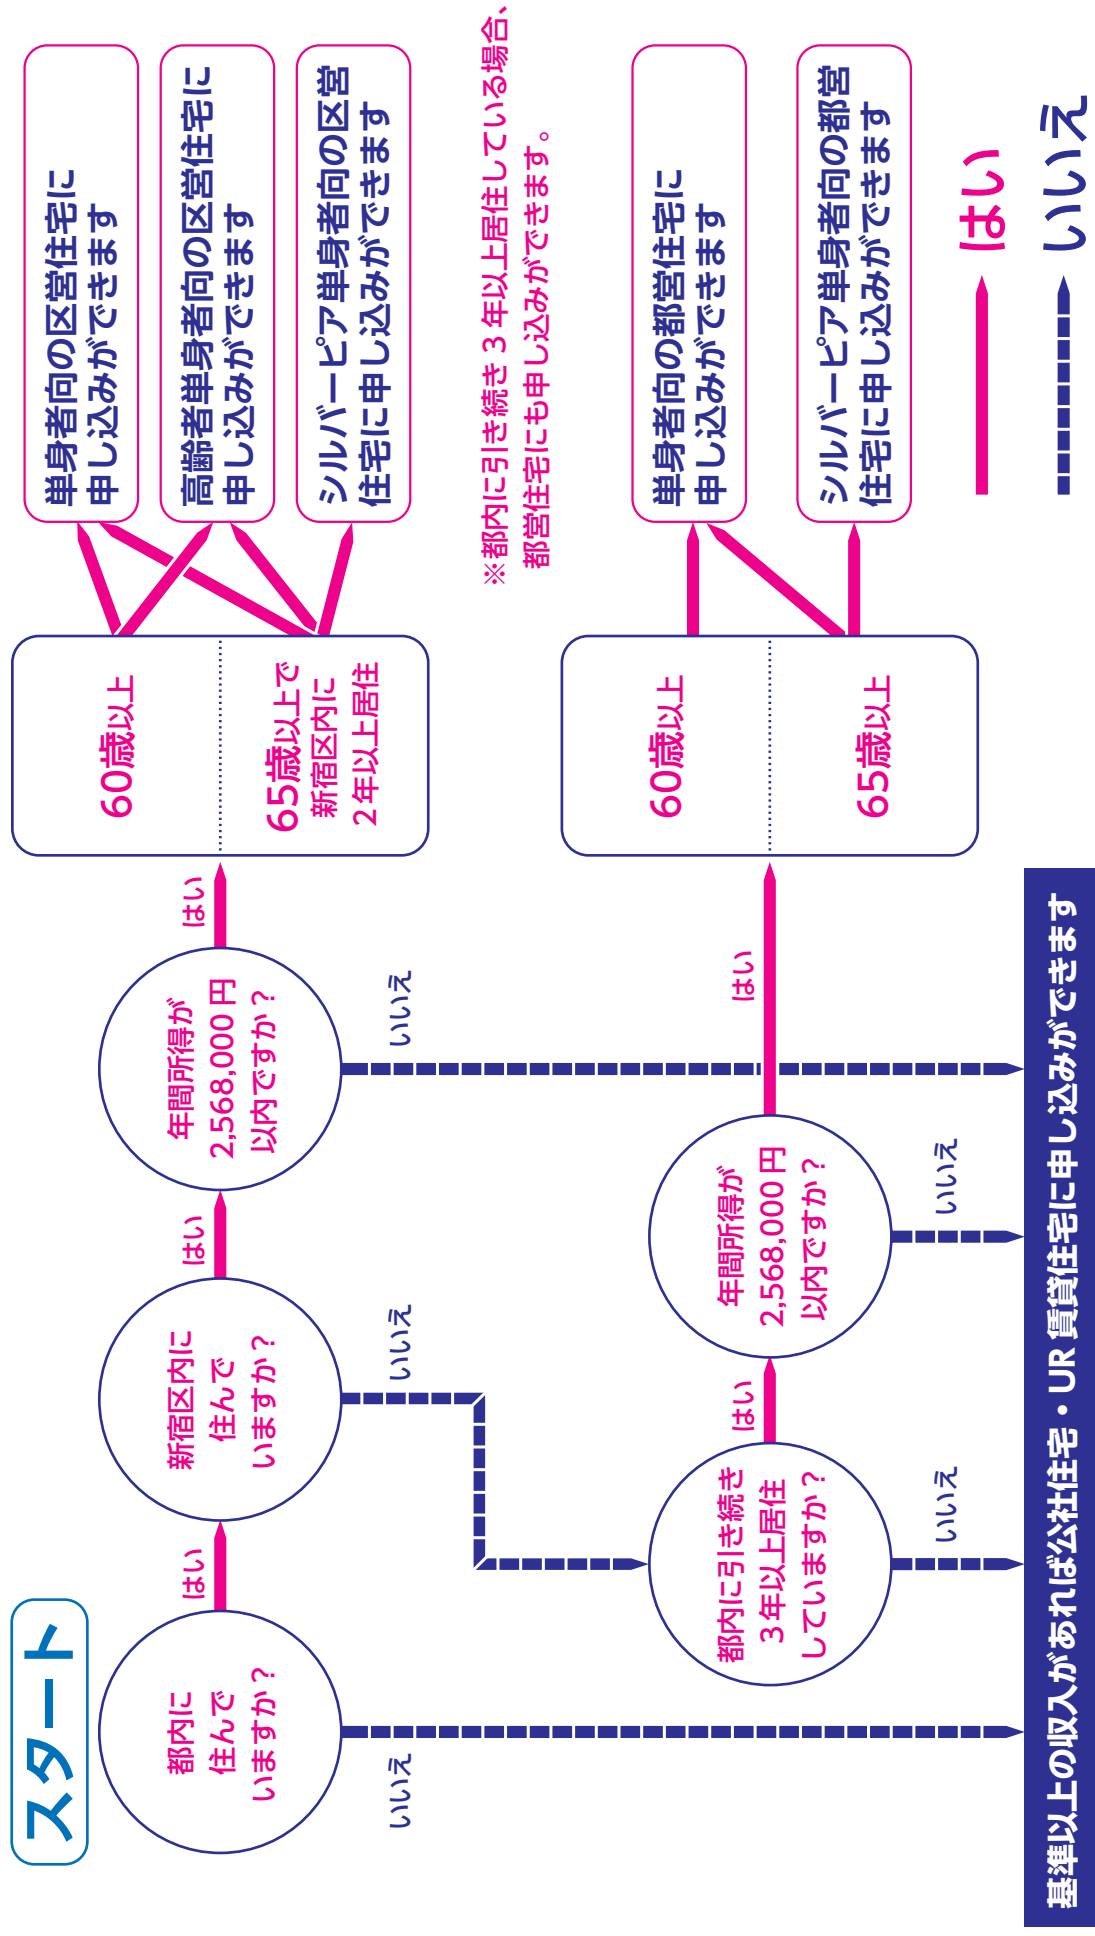 スタート
都内に
住んで
いますか？
はい
いいえ
新宿区内に
住んで
いますか？
はい
いいえ
年間所得が
2,568,000 円
以内ですか？
はい
いいえ
60歳以上
65歳以上で
新宿区内に
２年以上居住
単身者向の区営住宅に
申し込みができます
高齢者単身者向の区営住宅に
申し込みができます
シルバーピア単身者向の区営
住宅に申し込みができます
※都内に引き続き 3 年以上居住している場合、
都営住宅にも申し込みができます。
都内に引き続き
３年以上居住
していますか？
はい
いいえ
年間所得が
2,568,000 円
以内ですか？
はい
いいえ
60歳以上
65歳以上
単身者向の都営住宅に
申し込みができます
シルバーピア単身者向の都営
住宅に申し込みができます
はい
いいえ
基準以上の収入があれば公社住宅・UR 賃貸住宅に申し込みができます